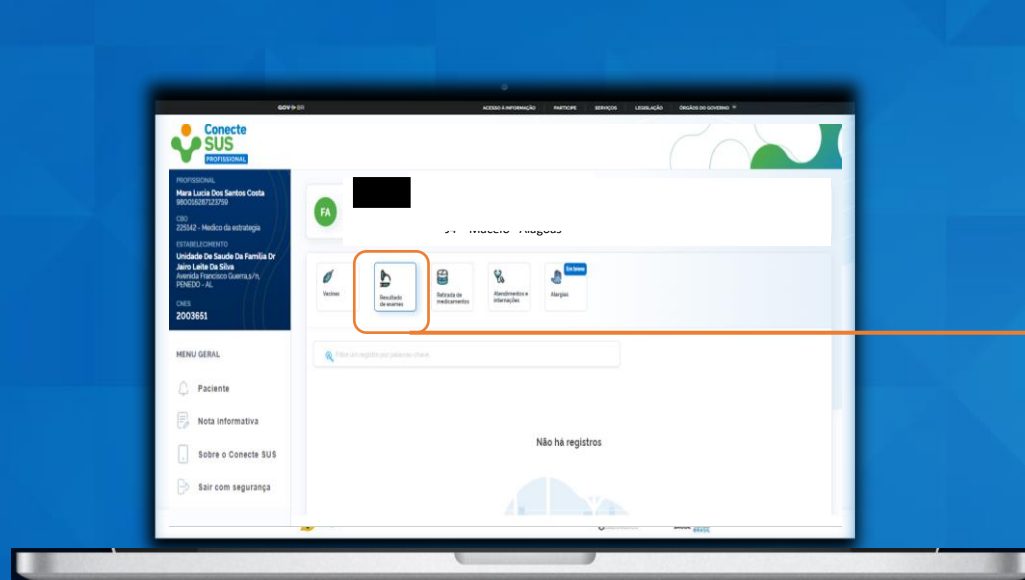 GOV BR
ACESSO À INFORMAÇÃO PARTICIPE SERVIÇOS LEGISLAÇÃO ÓRGÃOS DO GOVERNO
Conecte
SUS
PROFISSIONAL
PROFISSIONAL
Mara Lucia Dos Santos Costa
980016287123759
CBO
225142 - Medico da estrategia
ESTABELECIMENTO
Unidade De Saude Da Familia Dr
Jairo Leite Da Silva
Avenida Francisco Guerra,s/n,
PENEDO - AL
CNES
2003651
FA
Vacinas
Resultado
de exames
Retirada de
medicamentos
Atendimentos e
internações
Em breve
Alergias
Filtre um registro por palavras-chave
Não há registros
MENU GERAL
Paciente
Nota informativa
Sobre o Conecte SUS
Sair com segurança